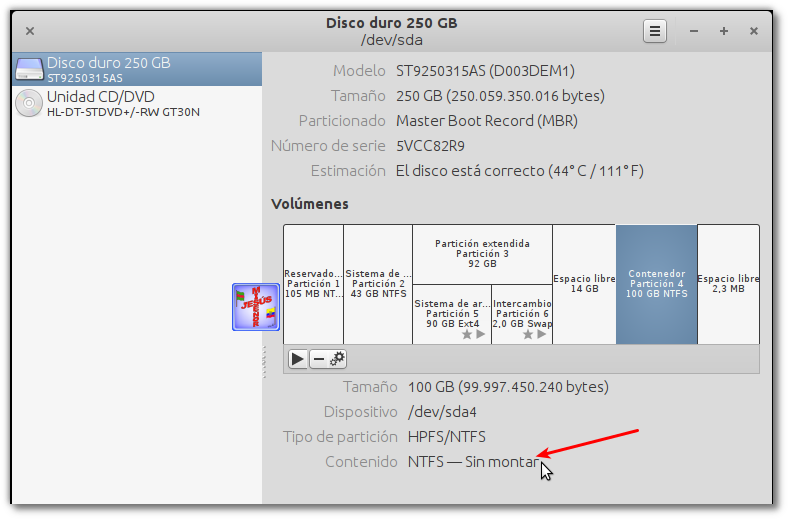 Disco duro 250 GB
/dev/sda
Disco duro 250 GB
ST9250315AS
Unidad CD/DVD
HL-DT-STDVD+/-RW GT30N
Modelo ST9250315AS (D003DEM1)
Tamaño 250 GB (250.059.350.016 bytes)
Particionado Master Boot Record (MBR)
Número de serie 5VCC82R9
Estimación El disco está correcto (44° C / 111° F)
Volúmenes
Reservado...
Partición 1
105 MB NT...
Sistema de ...
Partición 2
43 GB NTFS
Partición extendida
Partición 3
92 GB
Sistema de ar...
Partición 5
90 GB Ext4
Intercambio
Partición 6
2,0 GB Swap
Espacio libre
14 GB
Contenedor
Partición 4
100 GB NTFS
Espacio libre
2,3 MB
JESÚS
Tamaño 100 GB (99.997.450.240 bytes)
Dispositivo /dev/sda4
Tipo de partición HPFS/NTFS
Contenido NTFS — Sin montar